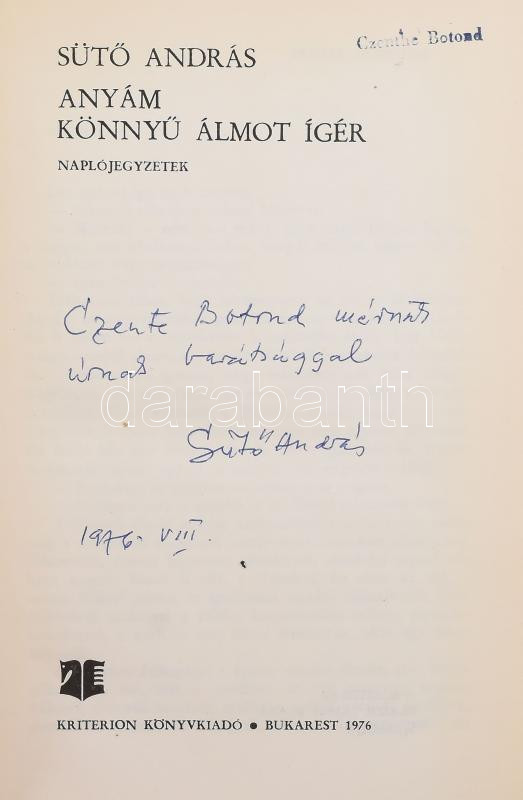 Czenthe Botond
SÜTŐ ANDRÁS
ANYÁM
KÖNNYŰ ÁLMOT ÍGÉR
NAPLÓJEGYZETEK
Czente Botond mérnök
úrnak barátsággal
darabanth
Sütő András
1976. VIII.
KRITERION KÖNYVKIADÓ ● BUKAREST 1976